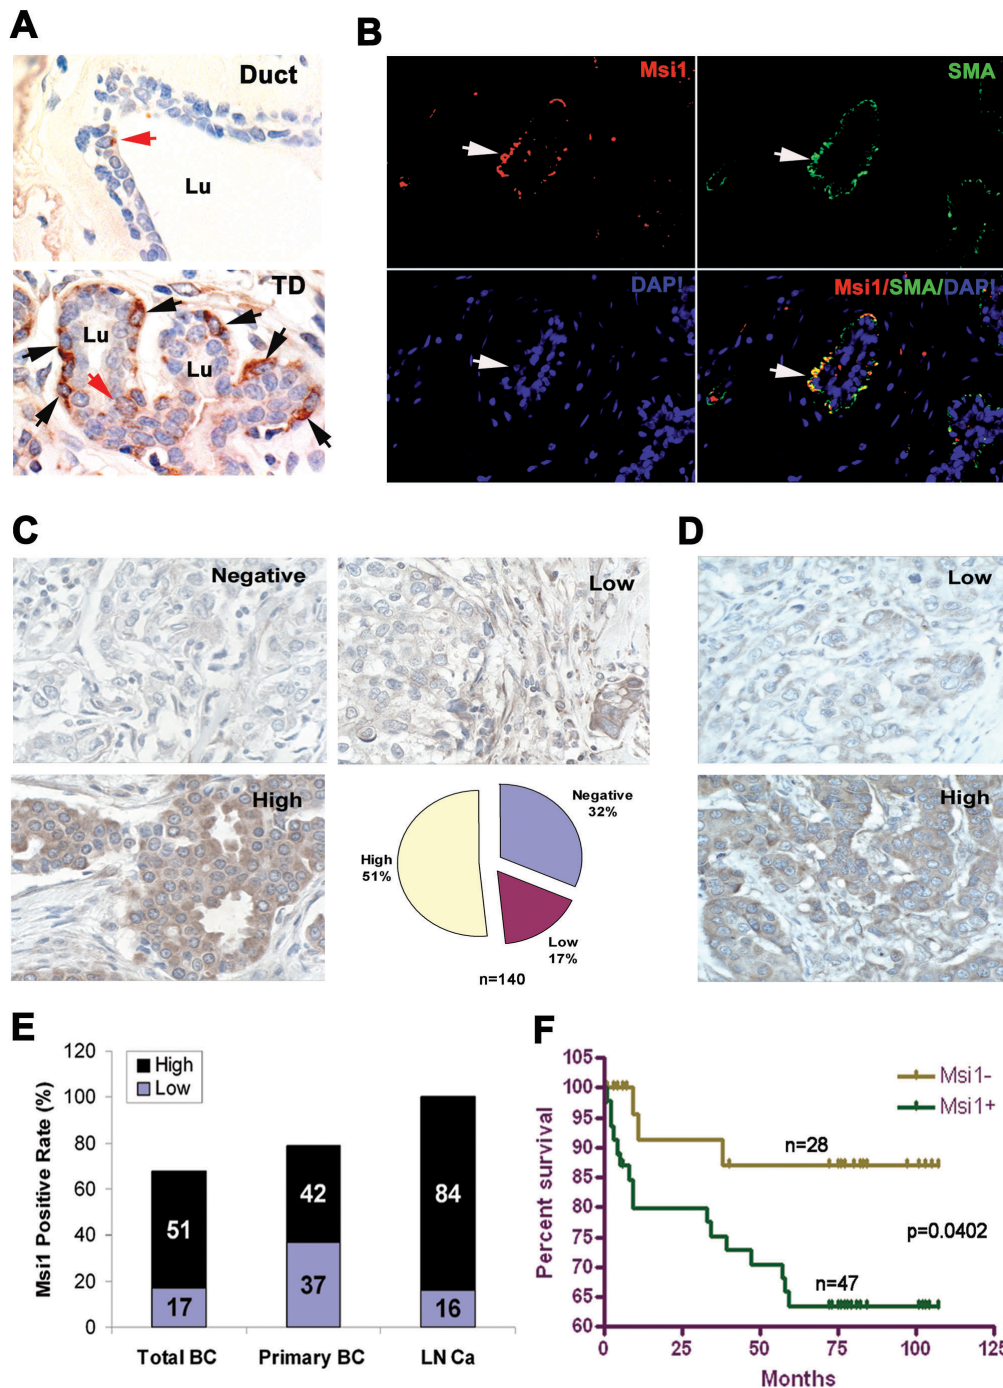 A
Duct
Lu
TD
Lu
Lu
B
Msi1
SMA
DAPI
Msi1/SMA/DAPI
C
Negative
Low
High
Negative
32%
High
51%
Low
17%
n=140
D
Low
High
E
120
100
80
60
40
20
0
Msi1 Positive Rate (%)
High
Low
51
17
42
37
84
16
Total BC
Primary BC
LN Ca
F
105
100
95
90
85
80
75
70
65
60
Percent survival
Msi1-
Msi1+
n=28
p=0.0402
n=47
0
25
50
75
100
125
Months